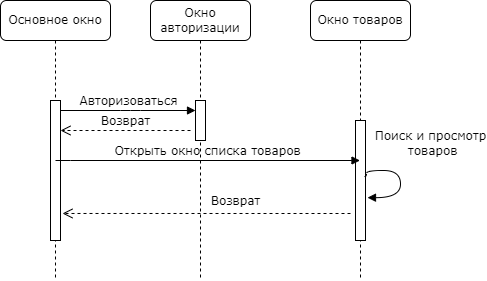 Основное окно
Окно
авторизации
Окно товаров
Авторизоваться
Возврат
Поиск и просмотр
товаров
Открыть окно списка товаров
Возврат